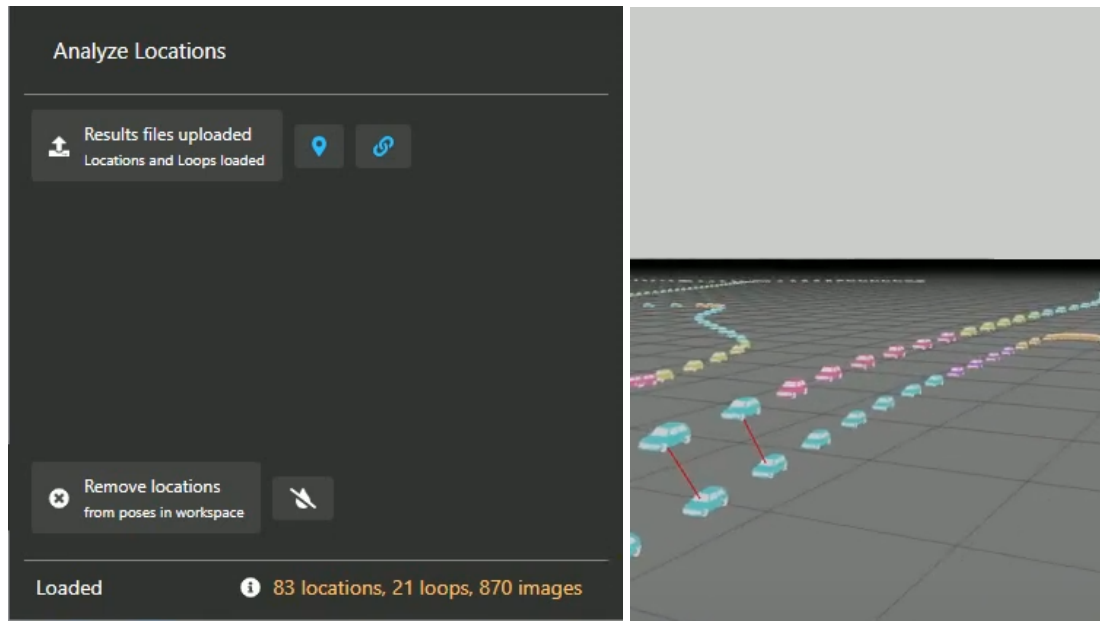 Analyze Locations
Results files uploaded
Locations and Loops loaded
Remove locations
from poses in workspace
Loaded
83 locations, 21 loops, 870 images